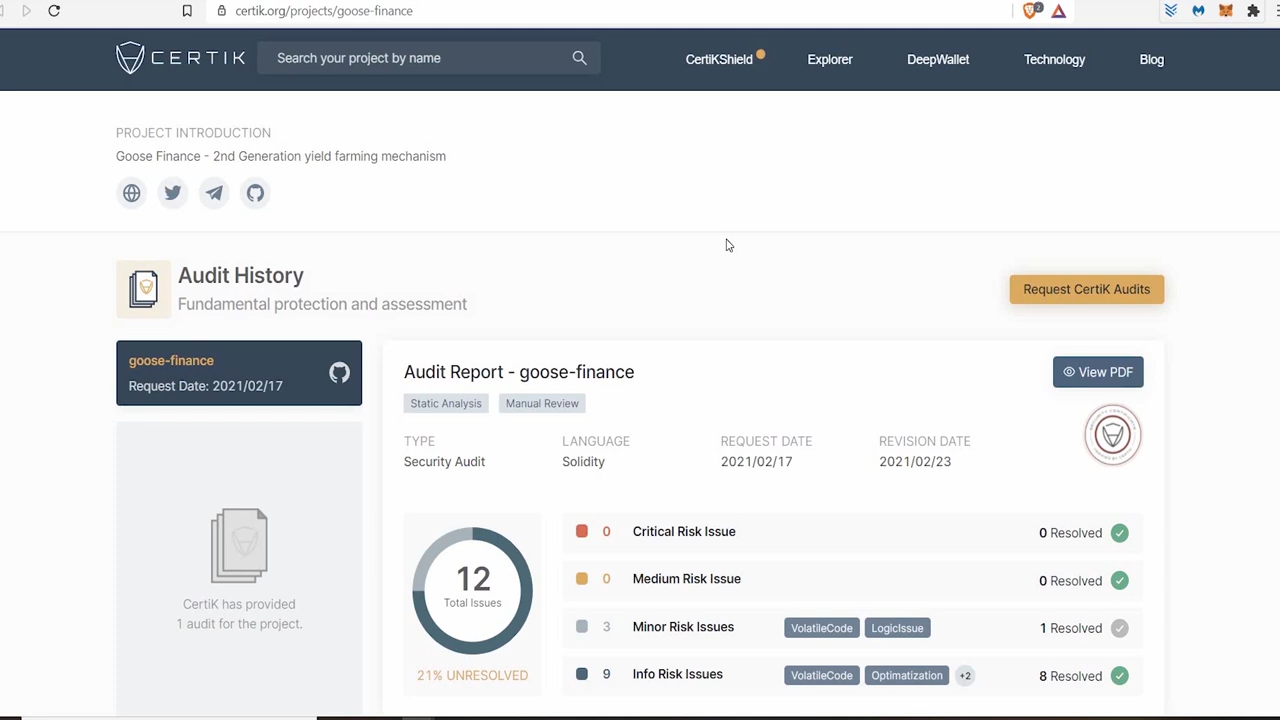 certik.org/projects/goose-finance
2
CERTIK
Search your project by name
CertiKShield
Explorer
DeepWallet
Technology
Blog
PROJECT INTRODUCTION
Goose Finance - 2nd Generation yield farming mechanism
Audit History
Fundamental protection and assessment
Request CertiK Audits
goose-finance
Request Date: 2021/02/17
CertiK has provided
1 audit for the project.
Audit Report - goose-finance
View PDF
Static Analysis
Manual Review
TYPE
LANGUAGE
REQUEST DATE
REVISION DATE
Security Audit
Solidity
2021/02/17
2021/02/23
12
Total Issues
21% UNRESOLVED
0 Critical Risk Issue 0 Resolved
0 Medium Risk Issue 0 Resolved
3 Minor Risk Issues VolatileCode LogicIssue 1 Resolved
9 Info Risk Issues VolatileCode Optimatization +2 8 Resolved